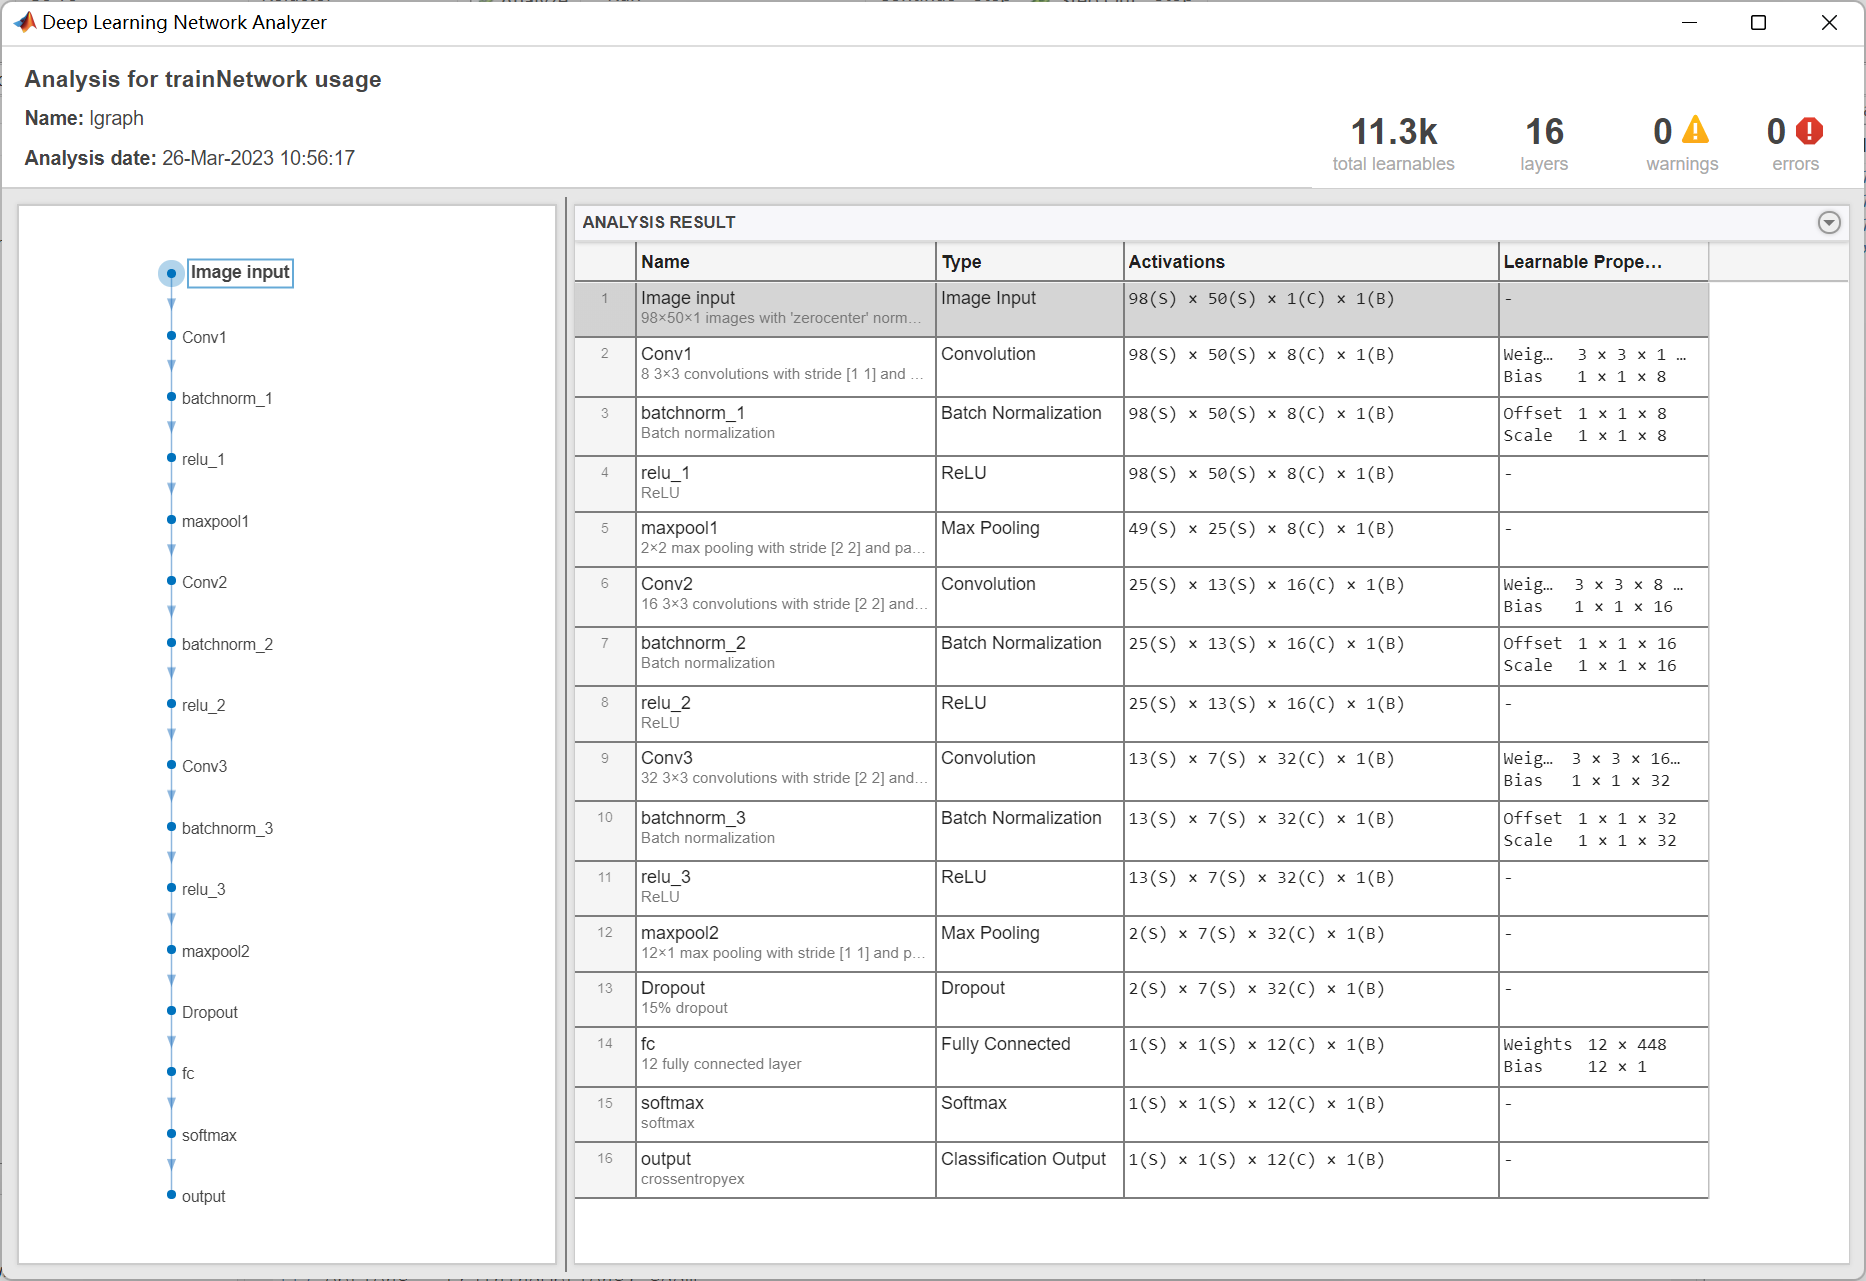 Deep Learning Network Analyzer
Analysis for trainNetwork usage
Name: lgraph
Analysis date: 26-Mar-2023 10:56:17
11.3k
total learnables
16
layers
0
warnings
0
errors
Image input
Conv1
batchnorm_1
relu_1
maxpool1
Conv2
batchnorm_2
relu_2
Conv3
batchnorm_3
relu_3
maxpool2
Dropout
fc
softmax
output
ANALYSIS RESULT
Name Type Activations Learnable Prope...
1 Image input Image Input 98(S) × 50(S) × 1(C) × 1(B) -
98×50×1 images with 'zerocenter' norm...
2 Conv1 Convolution 98(S) × 50(S) × 8(C) × 1(B) Weig... 3 × 3 × 1 ...
8 3×3 convolutions with stride [1 1] and ... Bias 1 × 1 × 8
3 batchnorm_1 Batch Normalization 98(S) × 50(S) × 8(C) × 1(B) Offset 1 × 1 × 8
Batch normalization Scale 1 × 1 × 8
4 relu_1 ReLU 98(S) × 50(S) × 8(C) × 1(B) -
ReLU
5 maxpool1 Max Pooling 49(S) × 25(S) × 8(C) × 1(B) -
2×2 max pooling with stride [2 2] and pa...
6 Conv2 Convolution 25(S) × 13(S) × 16(C) × 1(B) Weig... 3 × 3 × 8 ...
16 3×3 convolutions with stride [2 2] and... Bias 1 × 1 × 16
7 batchnorm_2 Batch Normalization 25(S) × 13(S) × 16(C) × 1(B) Offset 1 × 1 × 16
Batch normalization Scale 1 × 1 × 16
8 relu_2 ReLU 25(S) × 13(S) × 16(C) × 1(B) -
ReLU
9 Conv3 Convolution 13(S) × 7(S) × 32(C) × 1(B) Weig... 3 × 3 × 16...
32 3×3 convolutions with stride [2 2] and... Bias 1 × 1 × 32
10 batchnorm_3 Batch Normalization 13(S) × 7(S) × 32(C) × 1(B) Offset 1 × 1 × 32
Batch normalization Scale 1 × 1 × 32
11 relu_3 ReLU 13(S) × 7(S) × 32(C) × 1(B) -
ReLU
12 maxpool2 Max Pooling 2(S) × 7(S) × 32(C) × 1(B) -
12×1 max pooling with stride [1 1] and p...
13 Dropout Dropout 2(S) × 7(S) × 32(C) × 1(B) -
15% dropout
14 fc Fully Connected 1(S) × 1(S) × 12(C) × 1(B) Weights 12 × 448
12 fully connected layer Bias 12 × 1
15 softmax Softmax 1(S) × 1(S) × 12(C) × 1(B) -
softmax
16 output Classification Output 1(S) × 1(S) × 12(C) × 1(B) -
crossentropyex